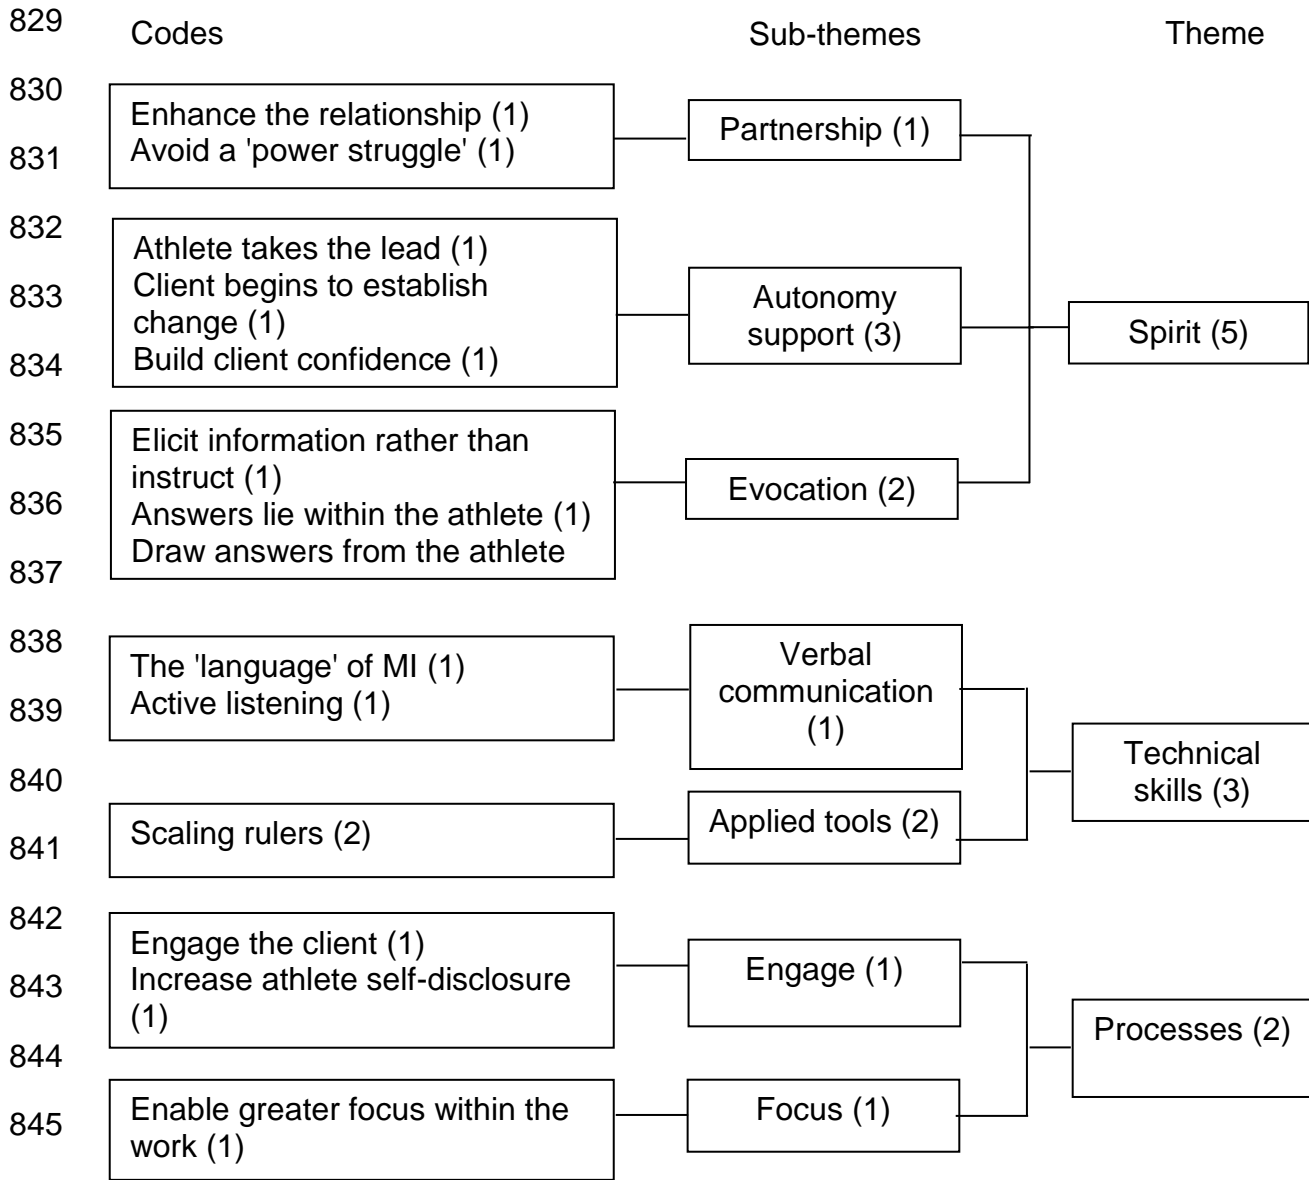 829
Codes
Sub-themes
Theme
830
Enhance the relationship (1)
Avoid a 'power struggle' (1)
831
Partnership (1)
832
Athlete takes the lead (1)
Client begins to establish
change (1)
Build client confidence (1)
833
834
Autonomy
support (3)
Spirit (5)
835
Elicit information rather than
instruct (1)
Answers lie within the athlete (1)
Draw answers from the athlete
836
837
Evocation (2)
838
The 'language' of MI (1)
Active listening (1)
839
Verbal
communication
(1)
Technical
skills (3)
840
Scaling rulers (2)
841
Applied tools (2)
842
Engage the client (1)
Increase athlete self-disclosure
(1)
843
Engage (1)
Processes (2)
844
Enable greater focus within the
work (1)
845
Focus (1)